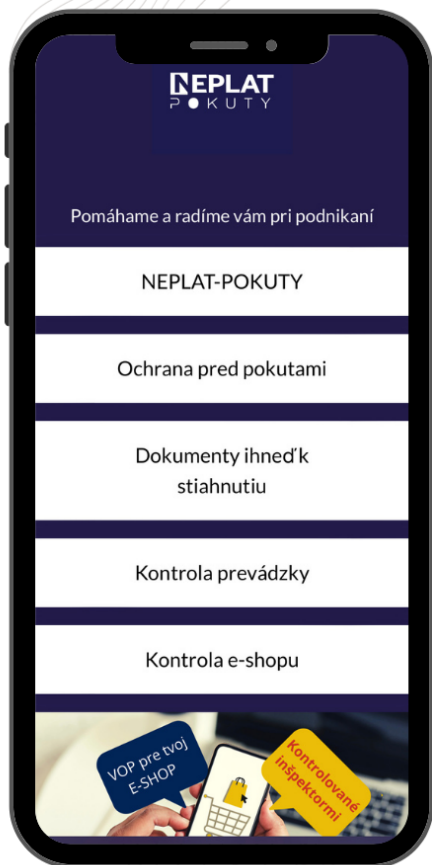 NEPLAT
POKUTY
Pomáhame a radíme vám pri podnikaní
NEPLAT-POKUTY
Ochrana pred pokutami
Dokumenty ihneď k
stiahnutiu
Kontrola prevádzky
Kontrola e-shopu
VOP pre tvoj
E-SHOP
Kontrolované
inšpektormi